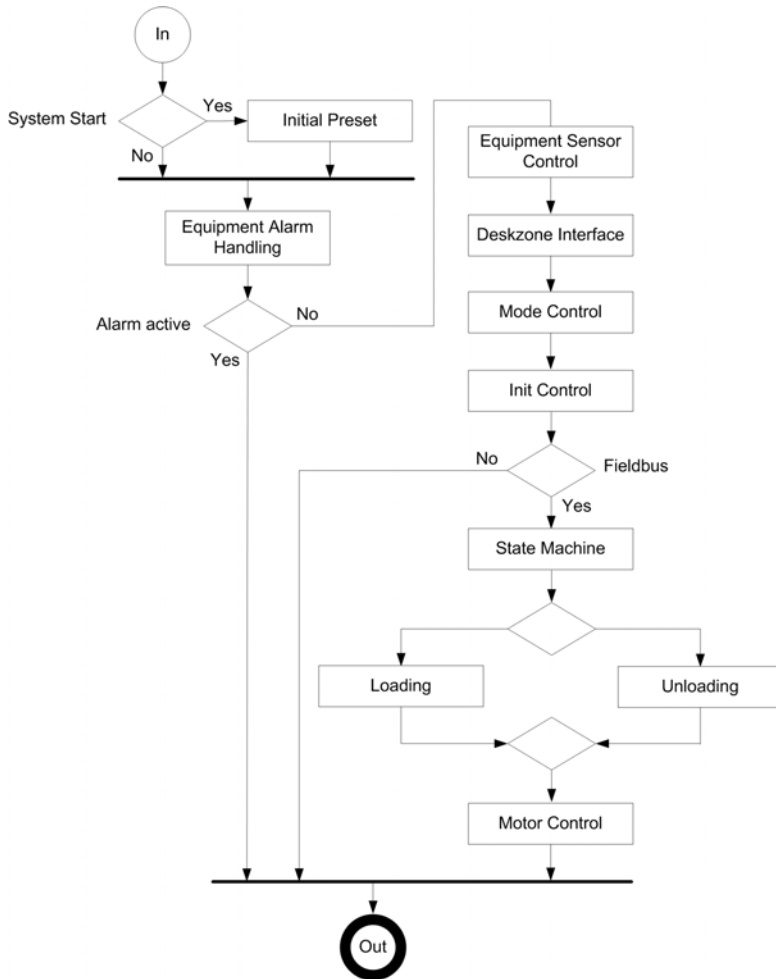 In
System Start
Yes
Initial Preset
No
Equipment Alarm
Handling
Alarm active
No
Yes
Equipment Sensor
Control
Deskzone Interface
Mode Control
Init Control
No
Fieldbus
Yes
State Machine
Loading
Unloading
Motor Control
Out